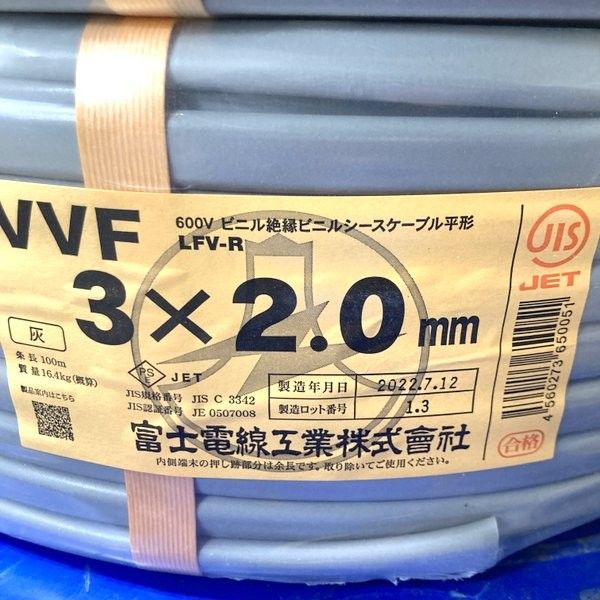 VVF
600V ビニル絶縁ビニルシースケーブル平形
LFV-R
3×2.0mm
JIS
JET
灰
条長100m
質量16.4kg(概算)
製品案内はこちら
PS
E
JET
JIS規格番号 JIS C 3342
JIS認証番号 JE 0507008
製造年月日 2022.7.12
製造ロット番号 1.3
富士電線工業株式會社
内側端末の押し跡部分は余長です。取り除いてご使用ください。
4 560273 650051
合格